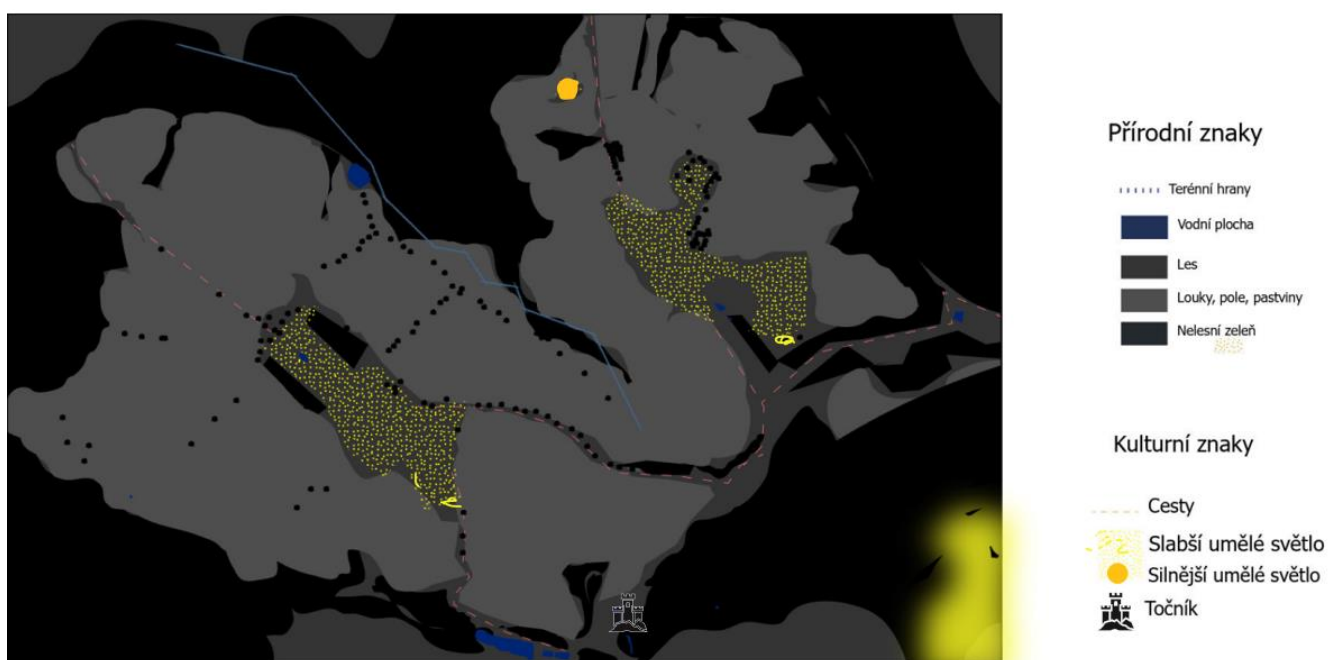 Přírodní znaky
Terénní hrany
Vodní plocha
Les
Louky, pole, pastviny
Nelesní zeleň
Kulturní znaky
Cesty
Slabší umělé světlo
Silnější umělé světlo
Točník